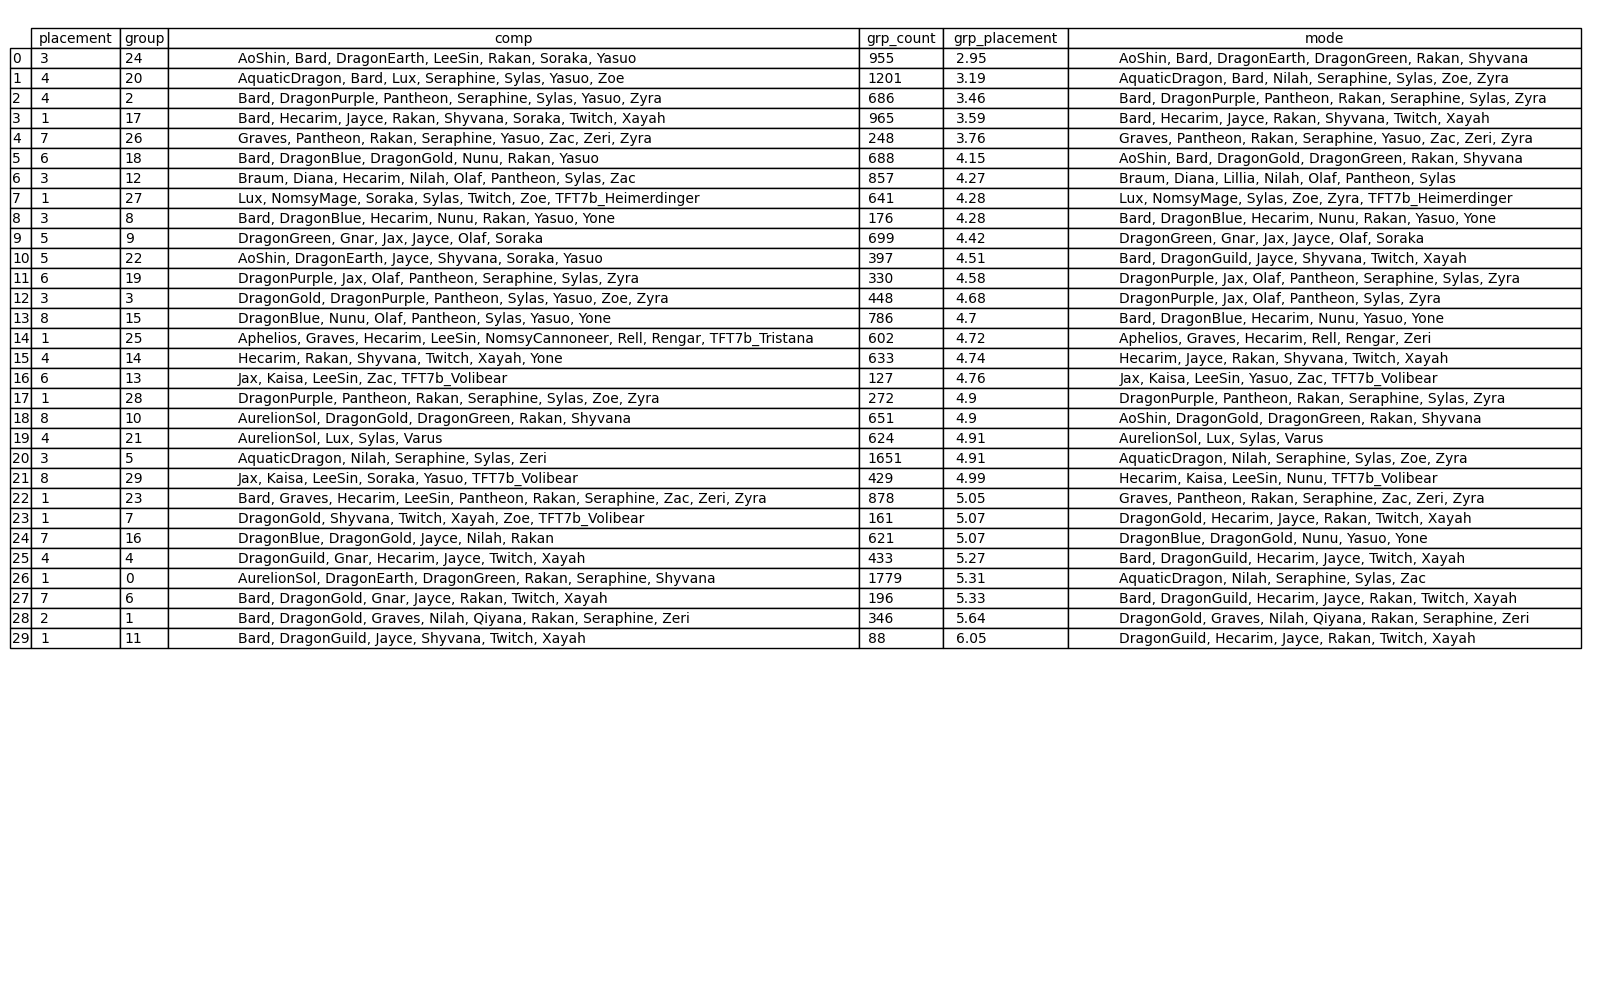 placement group comp grp_count grp_placement mode
0 3 24 AoShin, Bard, DragonEarth, LeeSin, Rakan, Soraka, Yasuo 955 2.95 AoShin, Bard, DragonEarth, DragonGreen, Rakan, Shyvana
1 4 20 AquaticDragon, Bard, Lux, Seraphine, Sylas, Yasuo, Zoe 1201 3.19 AquaticDragon, Bard, Nilah, Seraphine, Sylas, Zoe, Zyra
2 4 2 Bard, DragonPurple, Pantheon, Seraphine, Sylas, Yasuo, Zyra 686 3.46 Bard, DragonPurple, Pantheon, Rakan, Seraphine, Sylas, Zyra
3 1 17 Bard, Hecarim, Jayce, Rakan, Shyvana, Soraka, Twitch, Xayah 965 3.59 Bard, Hecarim, Jayce, Rakan, Shyvana, Twitch, Xayah
4 7 26 Graves, Pantheon, Rakan, Seraphine, Yasuo, Zac, Zeri, Zyra 248 3.76 Graves, Pantheon, Rakan, Seraphine, Yasuo, Zac, Zeri, Zyra
5 6 18 Bard, DragonBlue, DragonGold, Nunu, Rakan, Yasuo 688 4.15 AoShin, Bard, DragonGold, DragonGreen, Rakan, Shyvana
6 3 12 Braum, Diana, Hecarim, Nilah, Olaf, Pantheon, Sylas, Zac 857 4.27 Braum, Diana, Lillia, Nilah, Olaf, Pantheon, Sylas
7 1 27 Lux, NomsyMage, Soraka, Sylas, Twitch, Zoe, TFT7b_Heimerdinger 641 4.28 Lux, NomsyMage, Sylas, Zoe, Zyra, TFT7b_Heimerdinger
8 3 8 Bard, DragonBlue, Hecarim, Nunu, Rakan, Yasuo, Yone 176 4.28 Bard, DragonBlue, Hecarim, Nunu, Rakan, Yasuo, Yone
9 5 9 DragonGreen, Gnar, Jax, Jayce, Olaf, Soraka 699 4.42 DragonGreen, Gnar, Jax, Jayce, Olaf, Soraka
10 5 22 AoShin, DragonEarth, Jayce, Shyvana, Soraka, Yasuo 397 4.51 Bard, DragonGuild, Jayce, Shyvana, Twitch, Xayah
11 6 19 DragonPurple, Jax, Olaf, Pantheon, Seraphine, Sylas, Zyra 330 4.58 DragonPurple, Jax, Olaf, Pantheon, Seraphine, Sylas, Zyra
12 3 3 DragonGold, DragonPurple, Pantheon, Sylas, Yasuo, Zoe, Zyra 448 4.68 DragonPurple, Jax, Olaf, Pantheon, Sylas, Zyra
13 8 15 DragonBlue, Nunu, Olaf, Pantheon, Sylas, Yasuo, Yone 786 4.7 Bard, DragonBlue, Hecarim, Nunu, Yasuo, Yone
14 1 25 Aphelios, Graves, Hecarim, LeeSin, NomsyCannoneer, Rell, Rengar, TFT7b_Tristana 602 4.72 Aphelios, Graves, Hecarim, Rell, Rengar, Zeri
15 4 14 Hecarim, Rakan, Shyvana, Twitch, Xayah, Yone 633 4.74 Hecarim, Jayce, Rakan, Shyvana, Twitch, Xayah
16 6 13 Jax, Kaisa, LeeSin, Zac, TFT7b_Volibear 127 4.76 Jax, Kaisa, LeeSin, Yasuo, Zac, TFT7b_Volibear
17 1 28 DragonPurple, Pantheon, Rakan, Seraphine, Sylas, Zoe, Zyra 272 4.9 DragonPurple, Pantheon, Rakan, Seraphine, Sylas, Zyra
18 8 10 AurelionSol, DragonGold, DragonGreen, Rakan, Shyvana 651 4.9 AoShin, DragonGold, DragonGreen, Rakan, Shyvana
19 4 21 AurelionSol, Lux, Sylas, Varus 624 4.91 AurelionSol, Lux, Sylas, Varus
20 3 5 AquaticDragon, Nilah, Seraphine, Sylas, Zeri 1651 4.91 AquaticDragon, Nilah, Seraphine, Sylas, Zoe, Zyra
21 8 29 Jax, Kaisa, LeeSin, Soraka, Yasuo, TFT7b_Volibear 429 4.99 Hecarim, Kaisa, LeeSin, Nunu, TFT7b_Volibear
22 1 23 Bard, Graves, Hecarim, LeeSin, Pantheon, Rakan, Seraphine, Zac, Zeri, Zyra 878 5.05 Graves, Pantheon, Rakan, Seraphine, Zac, Zeri, Zyra
23 1 7 DragonGold, Shyvana, Twitch, Xayah, Zoe, TFT7b_Volibear 161 5.07 DragonGold, Hecarim, Jayce, Rakan, Twitch, Xayah
24 7 16 DragonBlue, DragonGold, Jayce, Nilah, Rakan 621 5.07 DragonBlue, DragonGold, Nunu, Yasuo, Yone
25 4 4 DragonGuild, Gnar, Hecarim, Jayce, Twitch, Xayah 433 5.27 Bard, DragonGuild, Hecarim, Jayce, Twitch, Xayah
26 1 0 AurelionSol, DragonEarth, DragonGreen, Rakan, Seraphine, Shyvana 1779 5.31 AquaticDragon, Nilah, Seraphine, Sylas, Zac
27 7 6 Bard, DragonGold, Gnar, Jayce, Rakan, Twitch, Xayah 196 5.33 Bard, DragonGuild, Hecarim, Jayce, Rakan, Twitch, Xayah
28 2 1 Bard, DragonGold, Graves, Nilah, Qiyana, Rakan, Seraphine, Zeri 346 5.64 DragonGold, Graves, Nilah, Qiyana, Rakan, Seraphine, Zeri
29 1 11 Bard, DragonGuild, Jayce, Shyvana, Twitch, Xayah 88 6.05 DragonGuild, Hecarim, Jayce, Rakan, Twitch, Xayah